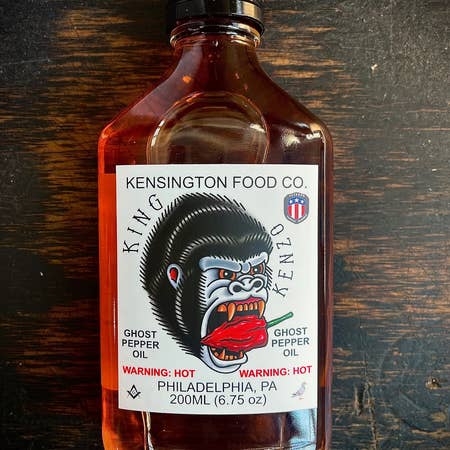 KENSINGTON FOOD CO.
KING
KENZO
GHOST
PEPPER
OIL
GHOST
PEPPER
OIL
WARNING: HOT
WARNING: HOT
PHILADELPHIA, PA
200ML (6.75 oz)